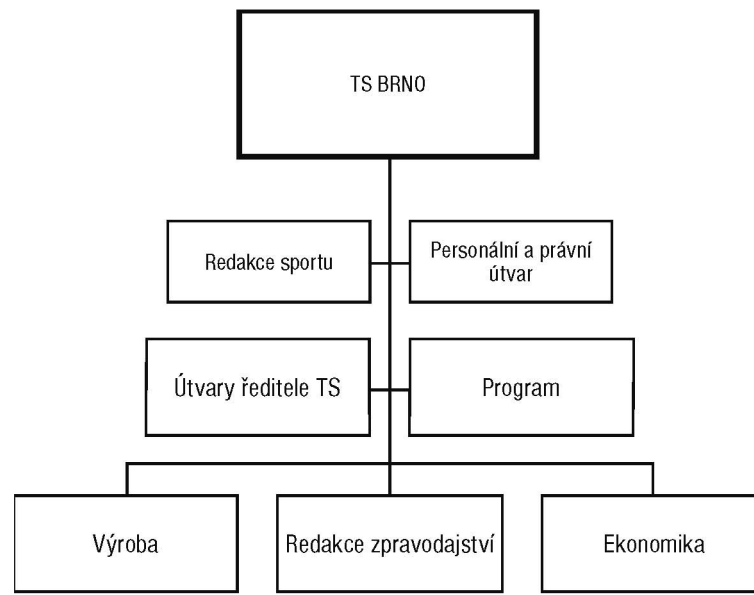 TS BRNO
Redakce sportu
Personální a právní
útvar
Útvary ředitele TS
Program
Výroba
Redakce zpravodajství
Ekonomika